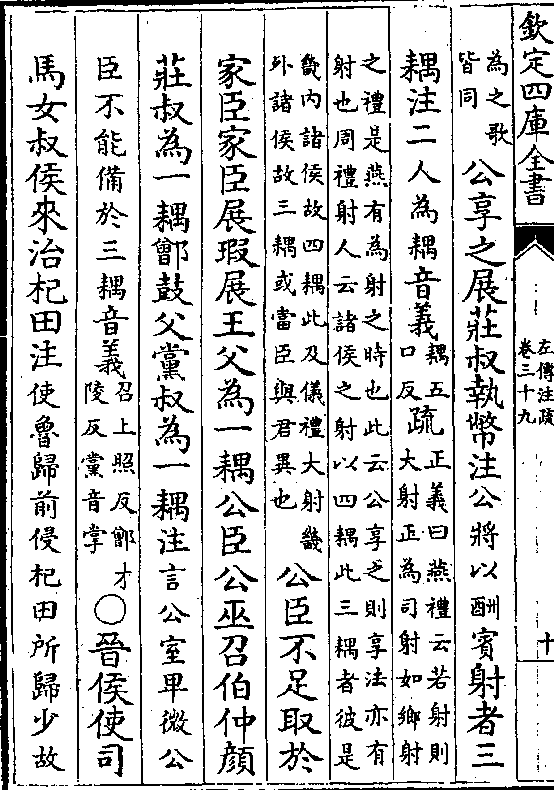 欽定四庫全書
左傳注疏
卷三十九
十
為之歌
皆同
公享之展莊叔執幣注公將以酬賓射者三
耦注二人為耦音義
耦五
口反
疏
正義曰燕禮云若射則
大射正為司射如鄉射
之禮是燕有為射之時也此云公享之則享法亦有
射也周禮射人云諸侯之射以四耦此三耦者彼是
畿内諸侯故四耦此及儀禮大射畿
外諸侯故三耦或當臣與君異也
公臣不足取於
家臣家臣展瑕展王父為一耦公臣公巫召伯仲顔
莊叔為一耦鄫鼓父黨叔為一耦注言公室卑微公
臣不能備於三耦音義
召上照反鄫才
陵反黨音掌
○晉侯使司
馬女叔侯來治杞田注使魯歸前侵杞田所歸少故